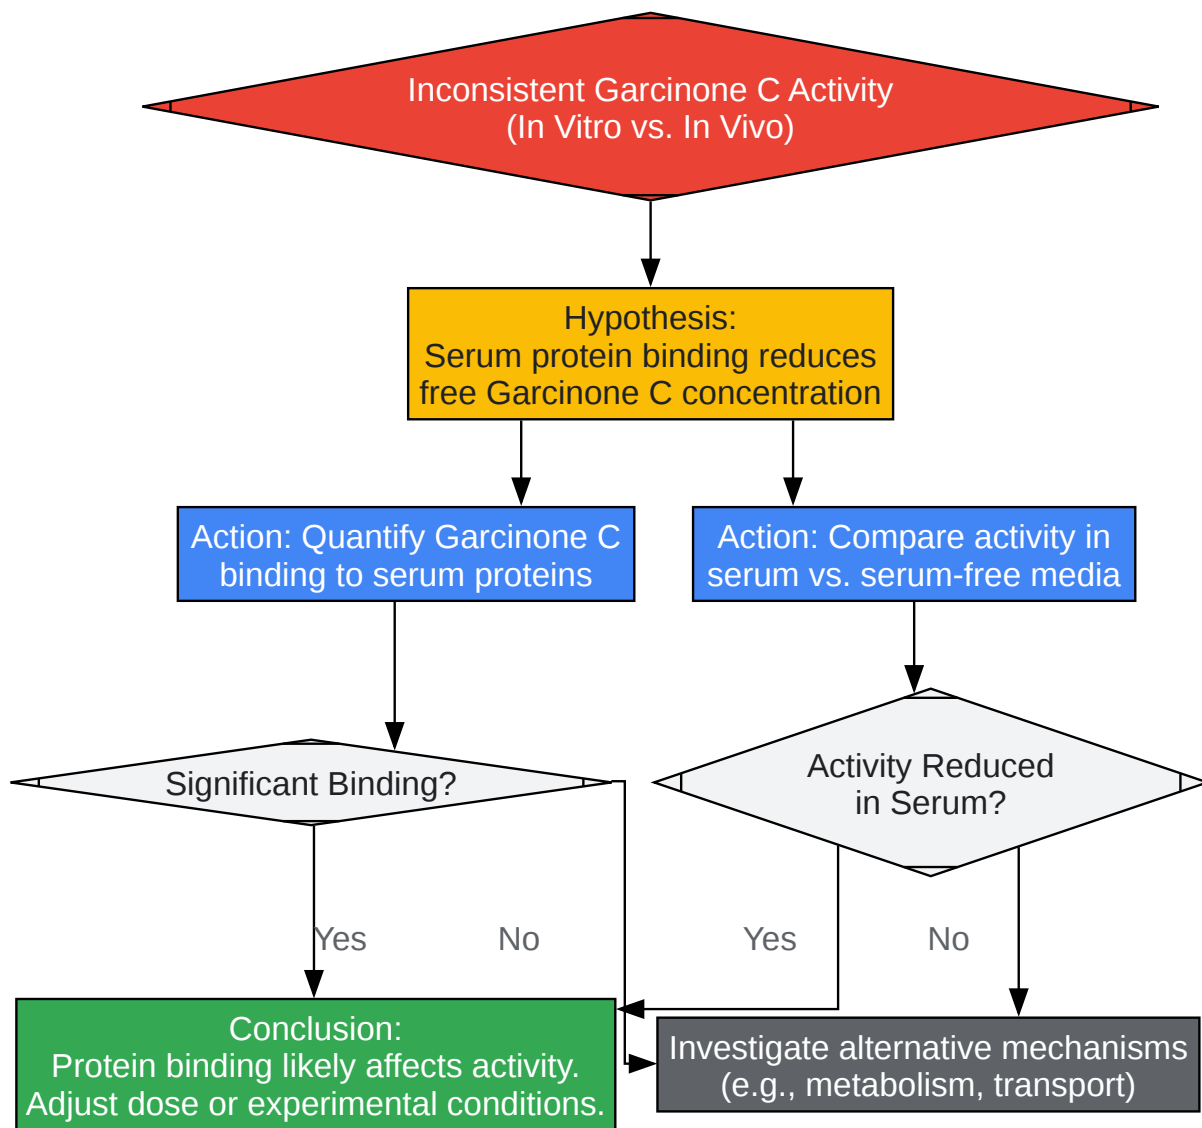 Inconsistent Garcinone C Activity
(In Vitro vs. In Vivo)
Hypothesis:
Serum protein binding reduces
free Garcinone C concentration
Action: Quantify Garcinone C
binding to serum proteins
Action: Compare activity in
serum vs. serum-free media
Significant Binding?
Activity Reduced
in Serum?
Yes
No
Yes
No
Conclusion:
Protein binding likely affects activity.
Adjust dose or experimental conditions.
Investigate alternative mechanisms
(e.g., metabolism, transport)